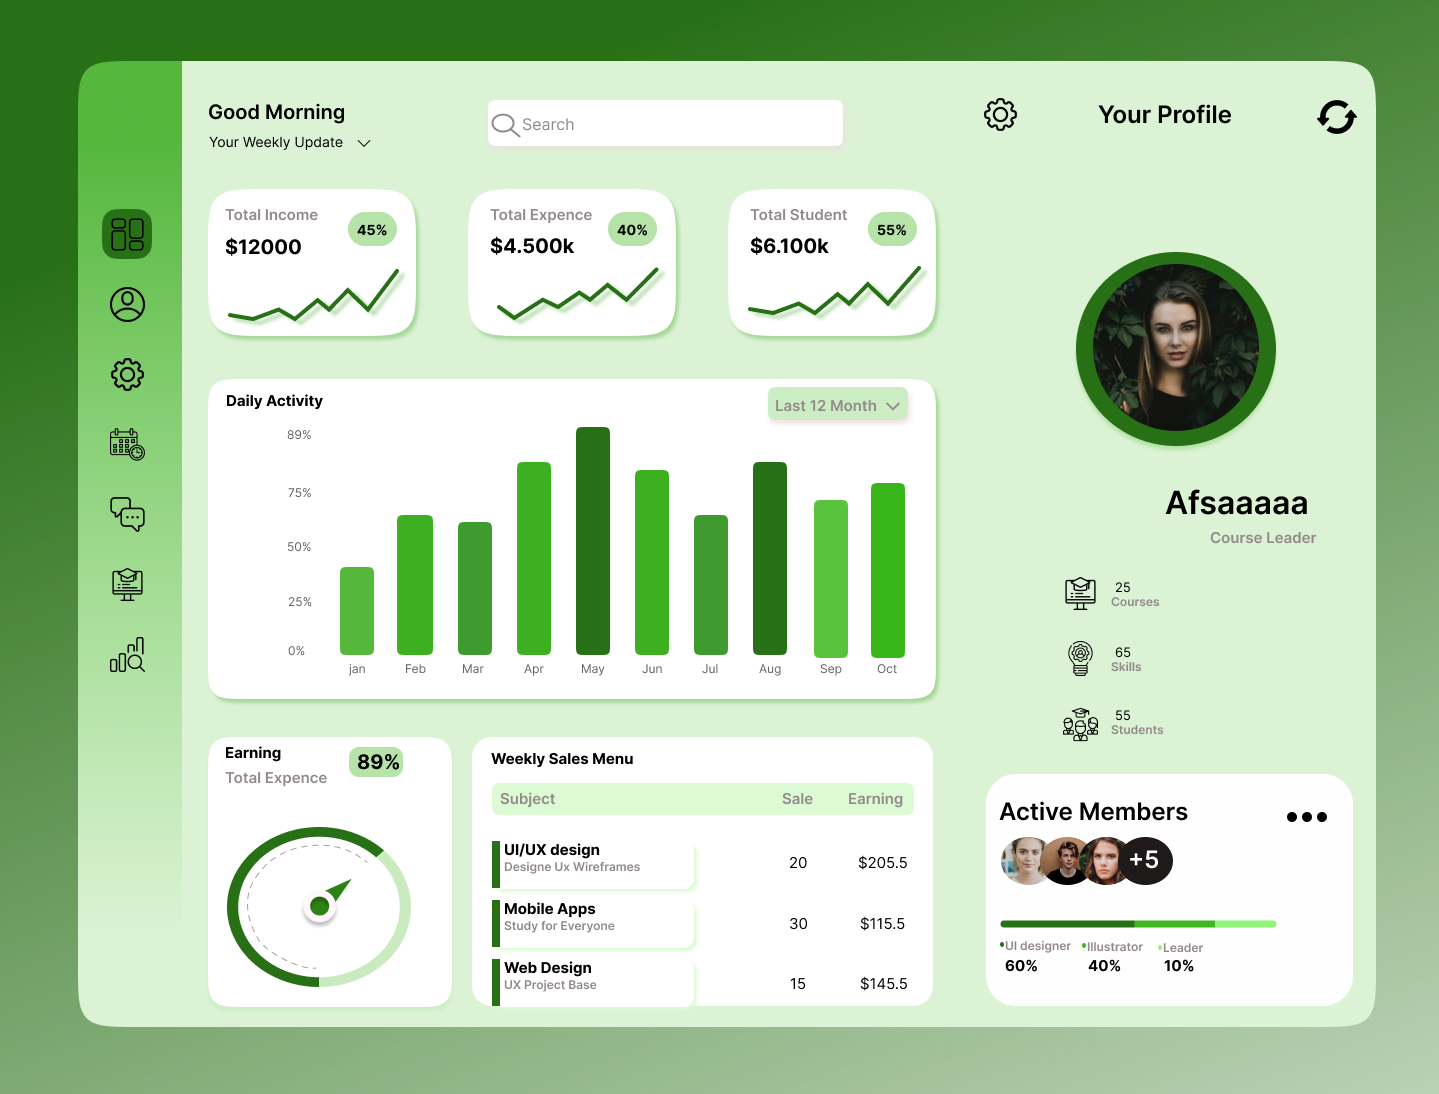 Good Morning
Your Weekly Update
Search
Your Profile
Total Income
$12000
45%
Total Expence
$4.500k
40%
Total Student
$6.100k
55%
Daily Activity
Last 12 Month
89%
75%
50%
25%
0%
jan Feb Mar Apr May Jun Jul Aug Sep Oct
Afsaaaaa
Course Leader
25
Courses
65
Skills
55
Students
Earning
Total Expence
89%
Weekly Sales Menu
Subject Sale Earning
UI/UX design
Designe Ux Wireframes
20 $205.5
Mobile Apps
Study for Everyone
30 $115.5
Web Design
UX Project Base
15 $145.5
Active Members
+5
UI designer Illustrator Leader
60% 40% 10%